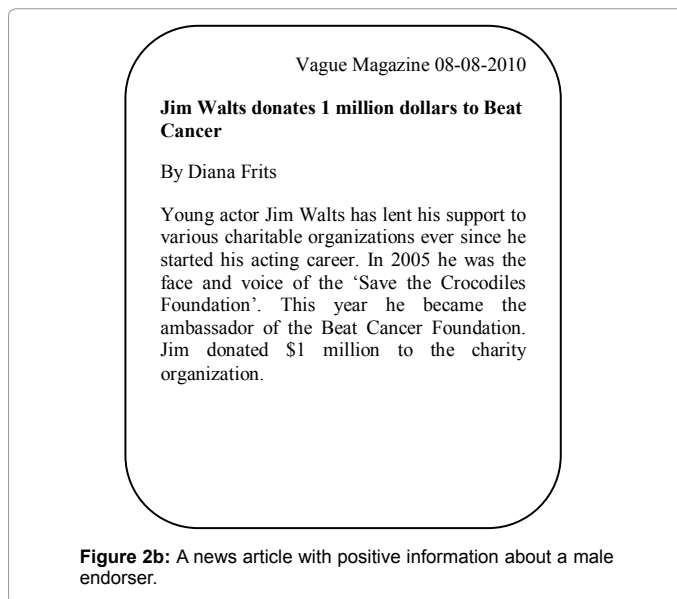 Vague Magazine 08-08-2010
Jim Walts donates 1 million dollars to Beat
Cancer
By Diana Frits
Young actor Jim Walts has lent his support to
various charitable organizations ever since he
started his acting career. In 2005 he was the
face and voice of the ‘Save the Crocodiles
Foundation’. This year he became the
ambassador of the Beat Cancer Foundation.
Jim donated $1 million to the charity
organization.
Figure 2b: A news article with positive information about a male
endorser.